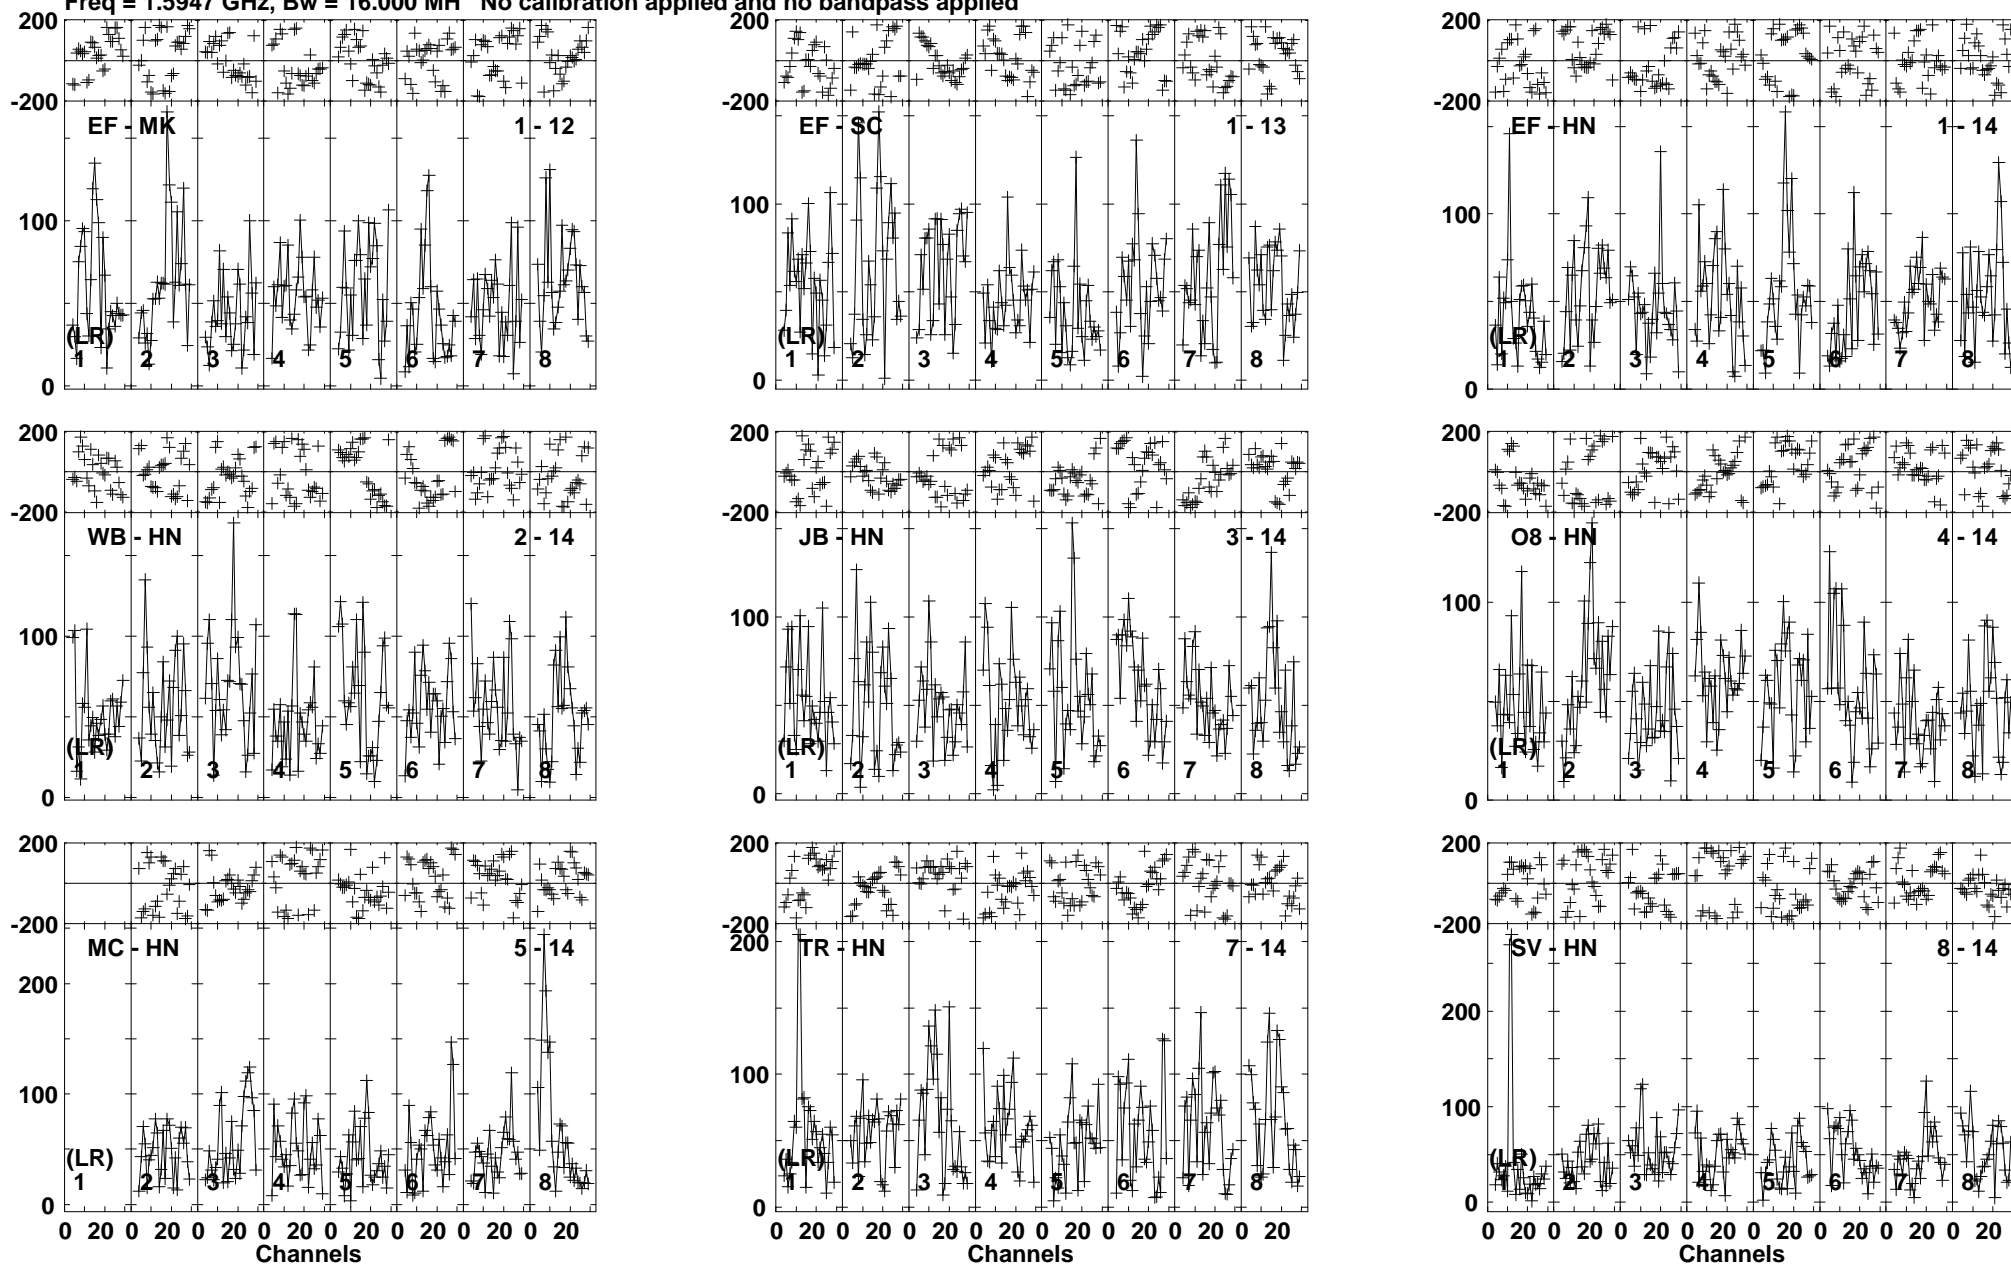 Freq = 1.5947 GHz, Bw = 16.000 MH No calibration applied and no bandpass applied
200 200 200
-200 -200 -200
EF - MK 1 - 12 EF - SC 1 - 13 EF - HN 1 - 14
100 100 100
(LR) (LR) (LR)
1 2 3 4 5 6 7 8 1 2 3 4 5 6 7 8 1 2 3 4 5 6 7 8
0 0 0
200 200 200
-200 -200 -200
WB - HN 2 - 14 JB - HN 3 - 14 O8 - HN 4 - 14
100 100 100
(LR) (LR) (LR)
1 2 3 4 5 6 7 8 1 2 3 4 5 6 7 8 1 2 3 4 5 6 7 8
0 0 0
200 200 200
-200 -200 -200
MC - HN 5 - 14 TR - HN 7 - 14 SV - HN 8 - 14
200 200 200
100 100 100
(LR) (LR) (LR)
1 2 3 4 5 6 7 8 1 2 3 4 5 6 7 8 1 2 3 4 5 6 7 8
0 0 0
0 20 0 20 0 20 0 20 0 20 0 20 0 20 0 20 0 20 0 20 0 20 0 20 0 20 0 20 0 20 0 20 0 20 0 20 0 20 0 20 0 20 0 20 0 20 0 20
Channels Channels Channels